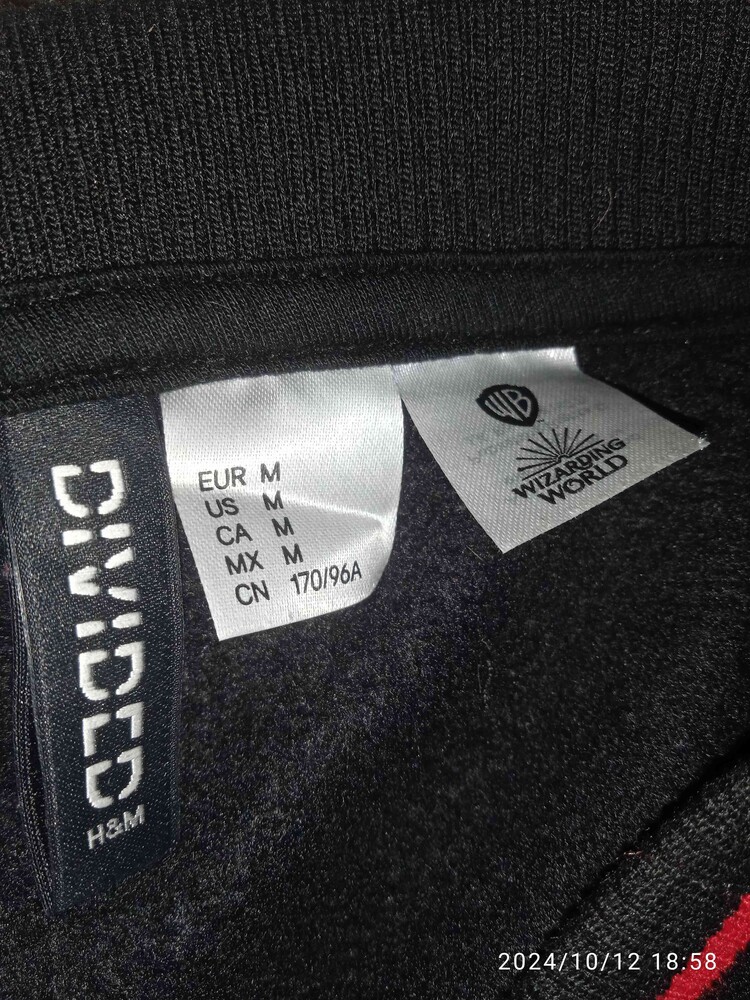 DIVIDED
H&M
EUR M
US M
CA M
MX M
CN 170/96A
WB
WIZARDING
WORLD
2024/10/12 18:58